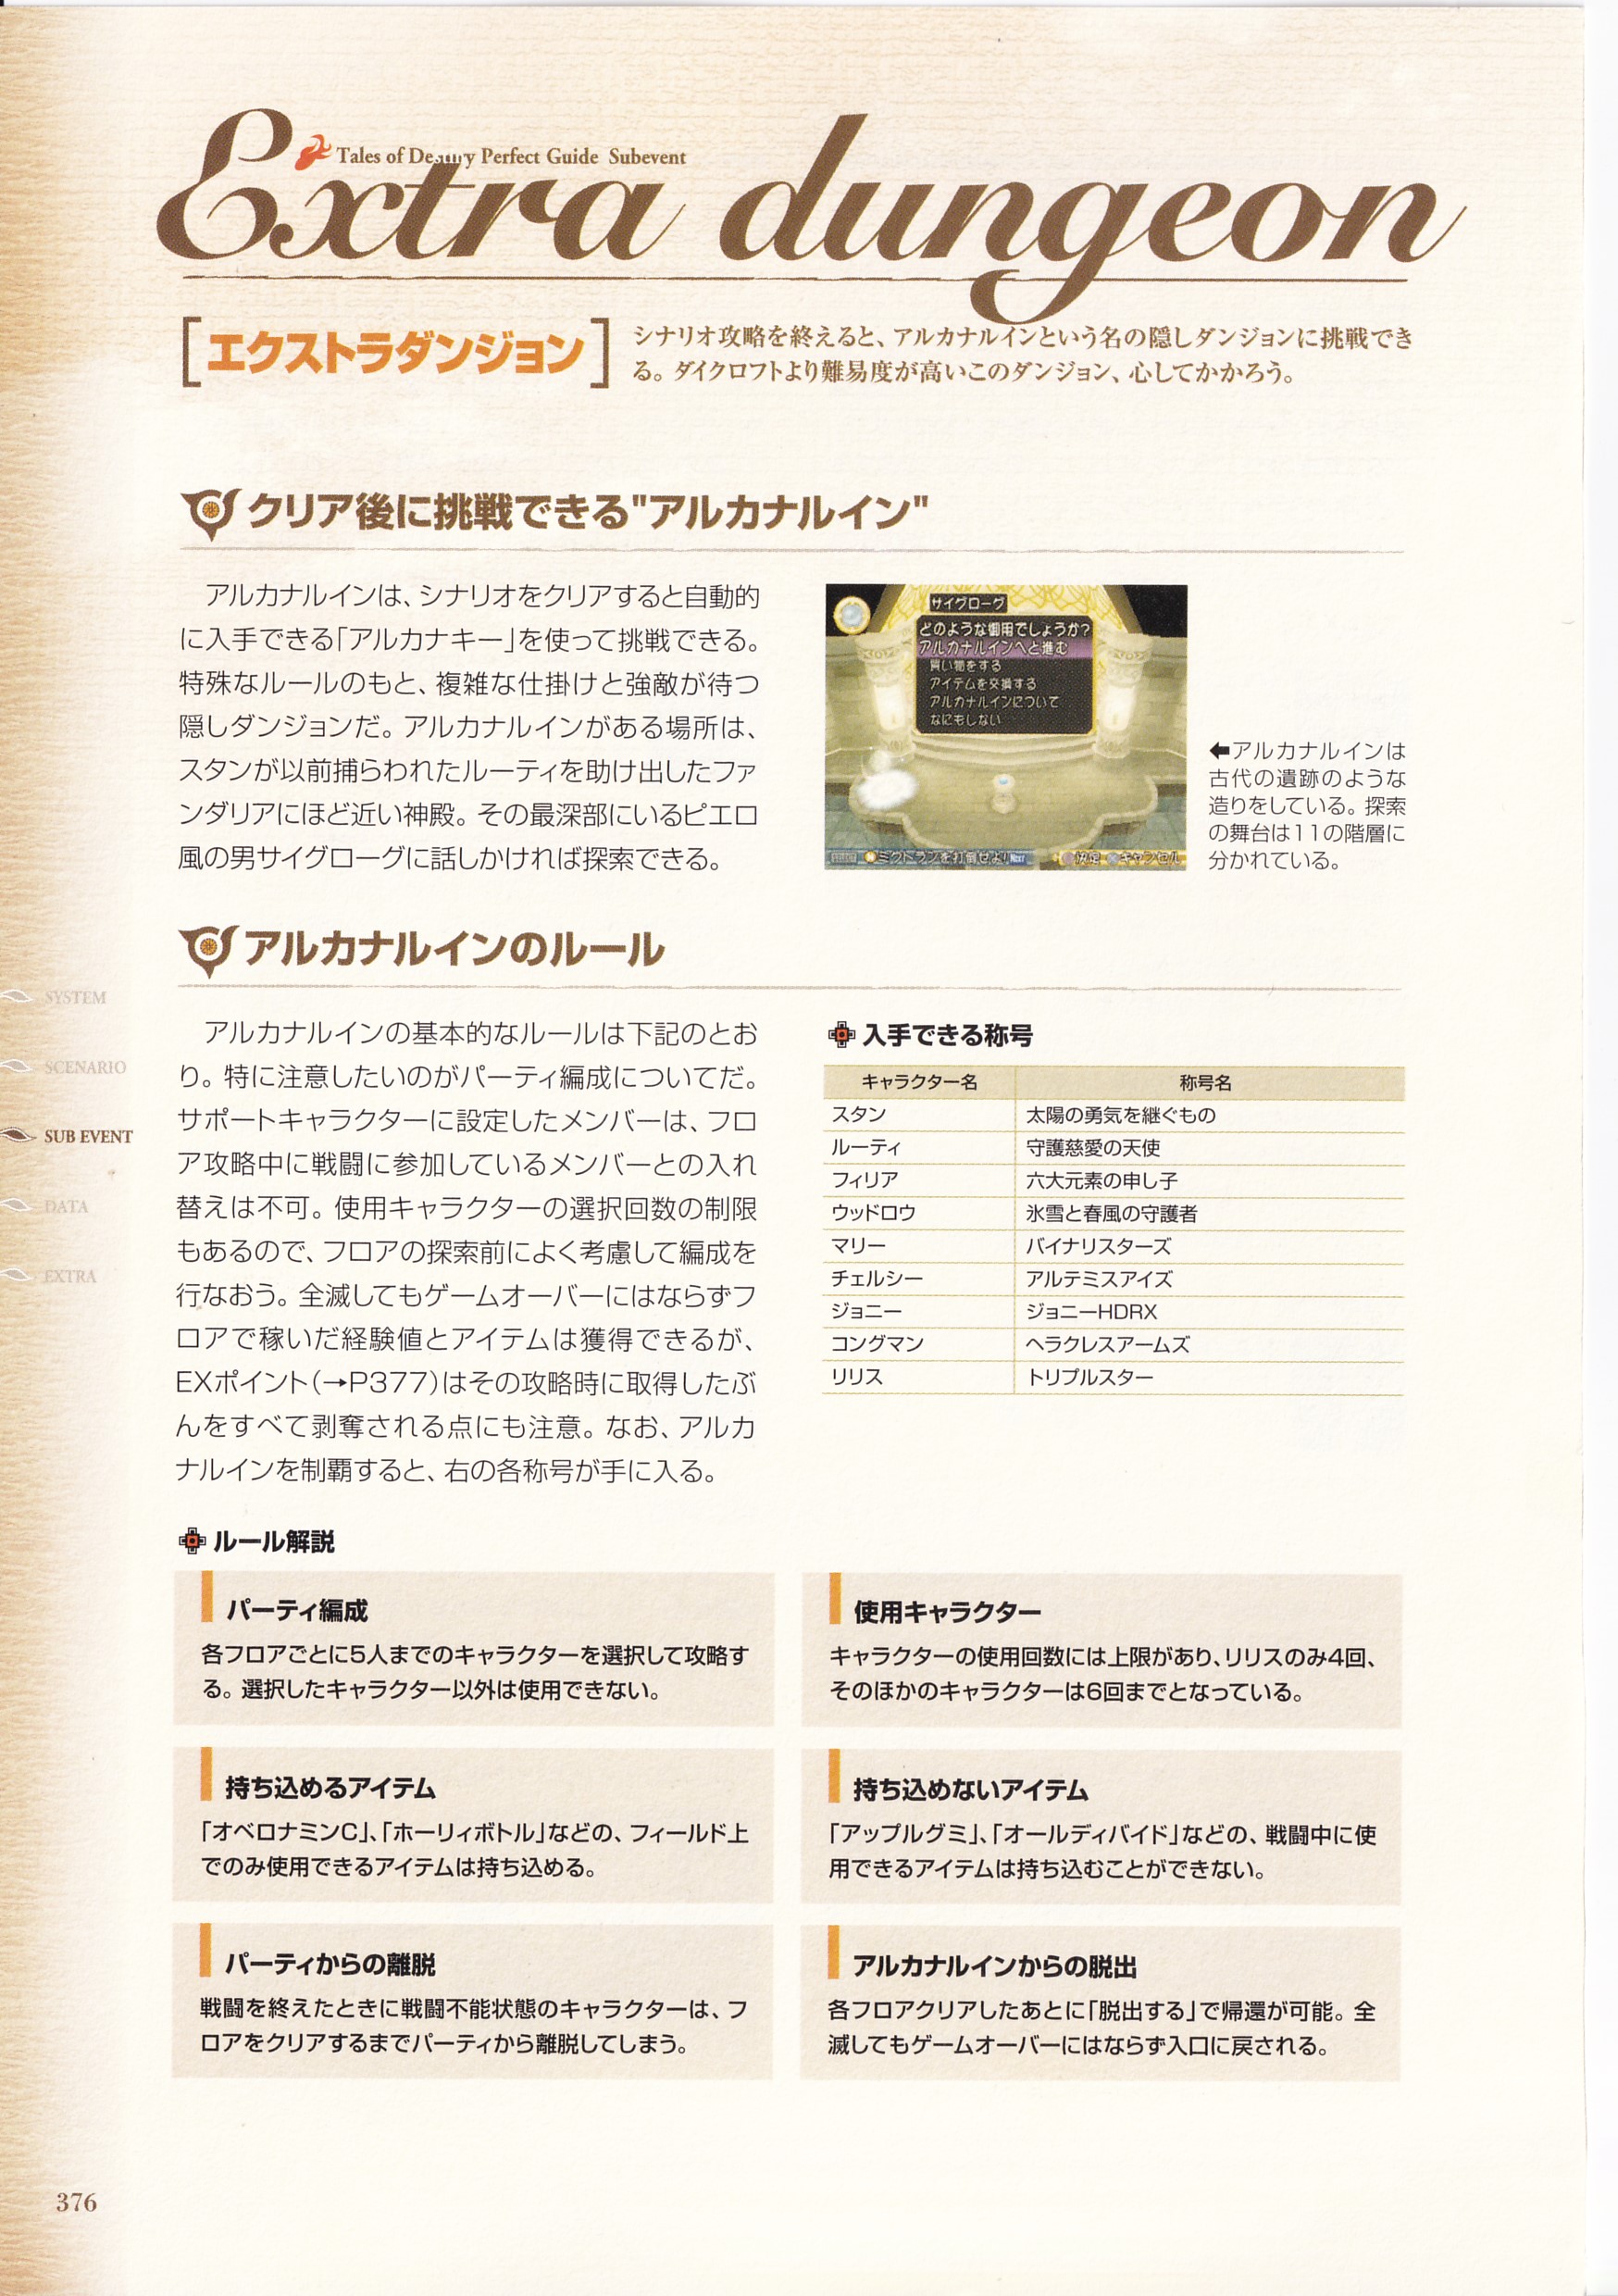 Extra dungeon
Tales of Destiny Perfect Guide Subevent
[エクストラダンジョン]
シナリオ攻略を終えると、アルカナルインという名の隠しダンジョンに挑戦でき
る。ダイクロフトより難易度が高いこのダンジョン、心してかかろう。
クリア後に挑戦できる"アルカナルイン"
アルカナルインは、シナリオをクリアすると自動的
に入手できる「アルカナキー」を使って挑戦できる。
特殊なルールのもと、複雑な仕掛けと強敵が待つ
隠しダンジョンだ。アルカナルインがある場所は、
スタンが以前捕らわれたルーティを助け出したファ
ンダリアにほど近い神殿。その最深部にいるピエロ
風の男サイグローグに話しかければ探索できる。
サイグローグ
どのような御用でしょうか?
アルカナルインへと進む
買い物をする
アイテムを交換する
アルカナルインについて
なにもしない
ミクトランを打倒せよ! NEXT
決定 キャンセル
←アルカナルインは
古代の遺跡のような
造りをしている。探索
の舞台は11の階層に
分かれている。
アルカナルインのルール
アルカナルインの基本的なルールは下記のとお
り。特に注意したいのがパーティ編成についてだ。
サポートキャラクターに設定したメンバーは、フロ
ア攻略中に戦闘に参加しているメンバーとの入れ
替えは不可。使用キャラクターの選択回数の制限
もあるので、フロアの探索前によく考慮して編成を
行なおう。全滅してもゲームオーバーにはならずフ
ロアで稼いだ経験値とアイテムは獲得できるが、
EXポイント(→P377)はその攻略時に取得したぶ
んをすべて剥奪される点にも注意。なお、アルカ
ナルインを制覇すると、右の各称号が手に入る。
入手できる称号
キャラクター名 称号名
スタン 太陽の勇気を継ぐもの
ルーティ 守護慈愛の天使
フィリア 六大元素の申し子
ウッドロウ 氷雪と春風の守護者
マリー バイナリスターズ
チェルシー アルテミスアイズ
ジョニー ジョニーHDRX
コングマン ヘラクレスアームズ
リリス トリプルスター
SYSTEM
SCENARIO
SUB EVENT
DATA
EXTRA
ルール解説
パーティ編成
各フロアごとに5人までのキャラクターを選択して攻略す
る。選択したキャラクター以外は使用できない。
使用キャラクター
キャラクターの使用回数には上限があり、リリスのみ4回、
そのほかのキャラクターは6回までとなっている。
持ち込めるアイテム
「オベロナミンC」、「ホーリィボトル」などの、フィールド上
でのみ使用できるアイテムは持ち込める。
持ち込めないアイテム
「アップルグミ」、「オールディバイド」などの、戦闘中に使
用できるアイテムは持ち込むことができない。
パーティからの離脱
戦闘を終えたときに戦闘不能状態のキャラクターは、フ
ロアをクリアするまでパーティから離脱してしまう。
アルカナルインからの脱出
各フロアクリアしたあとに「脱出する」で帰還が可能。全
滅してもゲームオーバーにはならず入口に戻される。
376